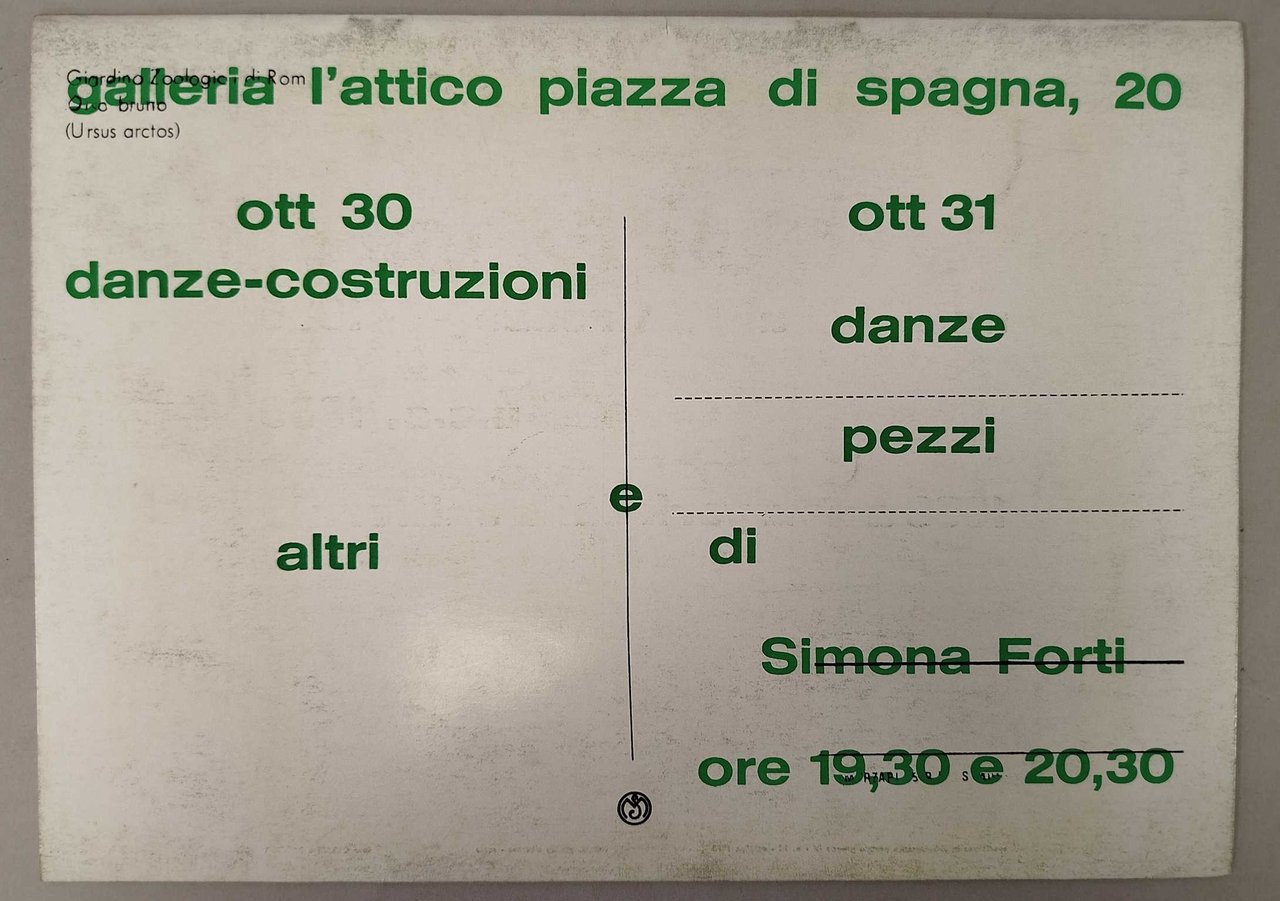 Giardino Zoologico di Rom
galleria l'attico piazza di spagna, 20
Orso bruno
(Ursus arctos)
ott 30
danze-costruzioni
ott 31
danze
pezzi
e
altri
di
Simona Forti
ore 19,30 e 20,30